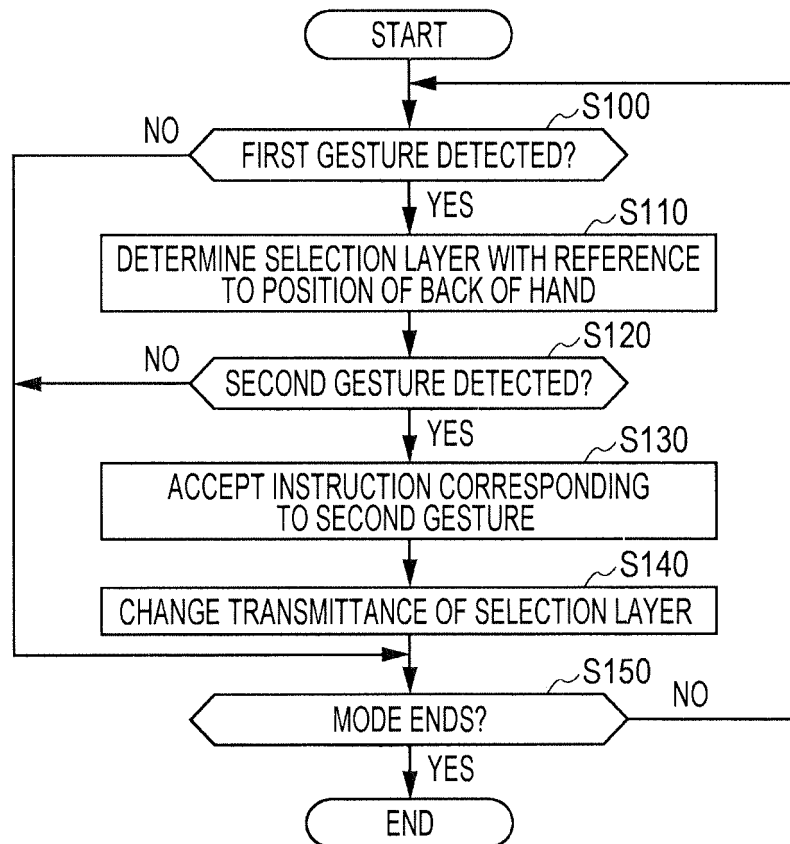 START
S100
NO
FIRST GESTURE DETECTED?
YES
S110
DETERMINE SELECTION LAYER WITH REFERENCE
TO POSITION OF BACK OF HAND
S120
NO
SECOND GESTURE DETECTED?
YES
S130
ACCEPT INSTRUCTION CORRESPONDING
TO SECOND GESTURE
S140
CHANGE TRANSMITTANCE OF SELECTION LAYER
S150
MODE ENDS?
NO
YES
END